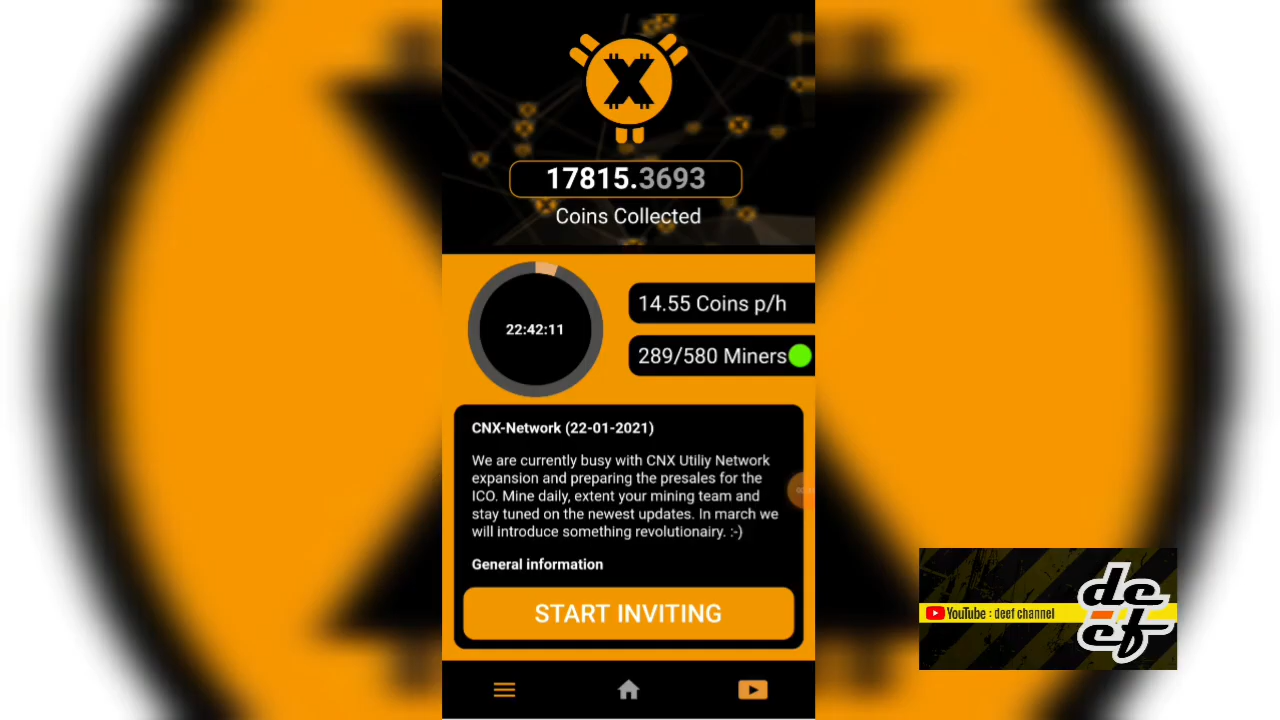 17815.3693
Coins Collected
22:42:11
14.55 Coins p/h
289/580 Miners
CNX-Network (22-01-2021)
We are currently busy with CNX Utiliy Network
expansion and preparing the presales for the
ICO. Mine daily, extent your mining team and
stay tuned on the newest updates. In march we
will introduce something revolutionairy. :-)
General information
START INVITING
YouTube : deef channel
de
ef